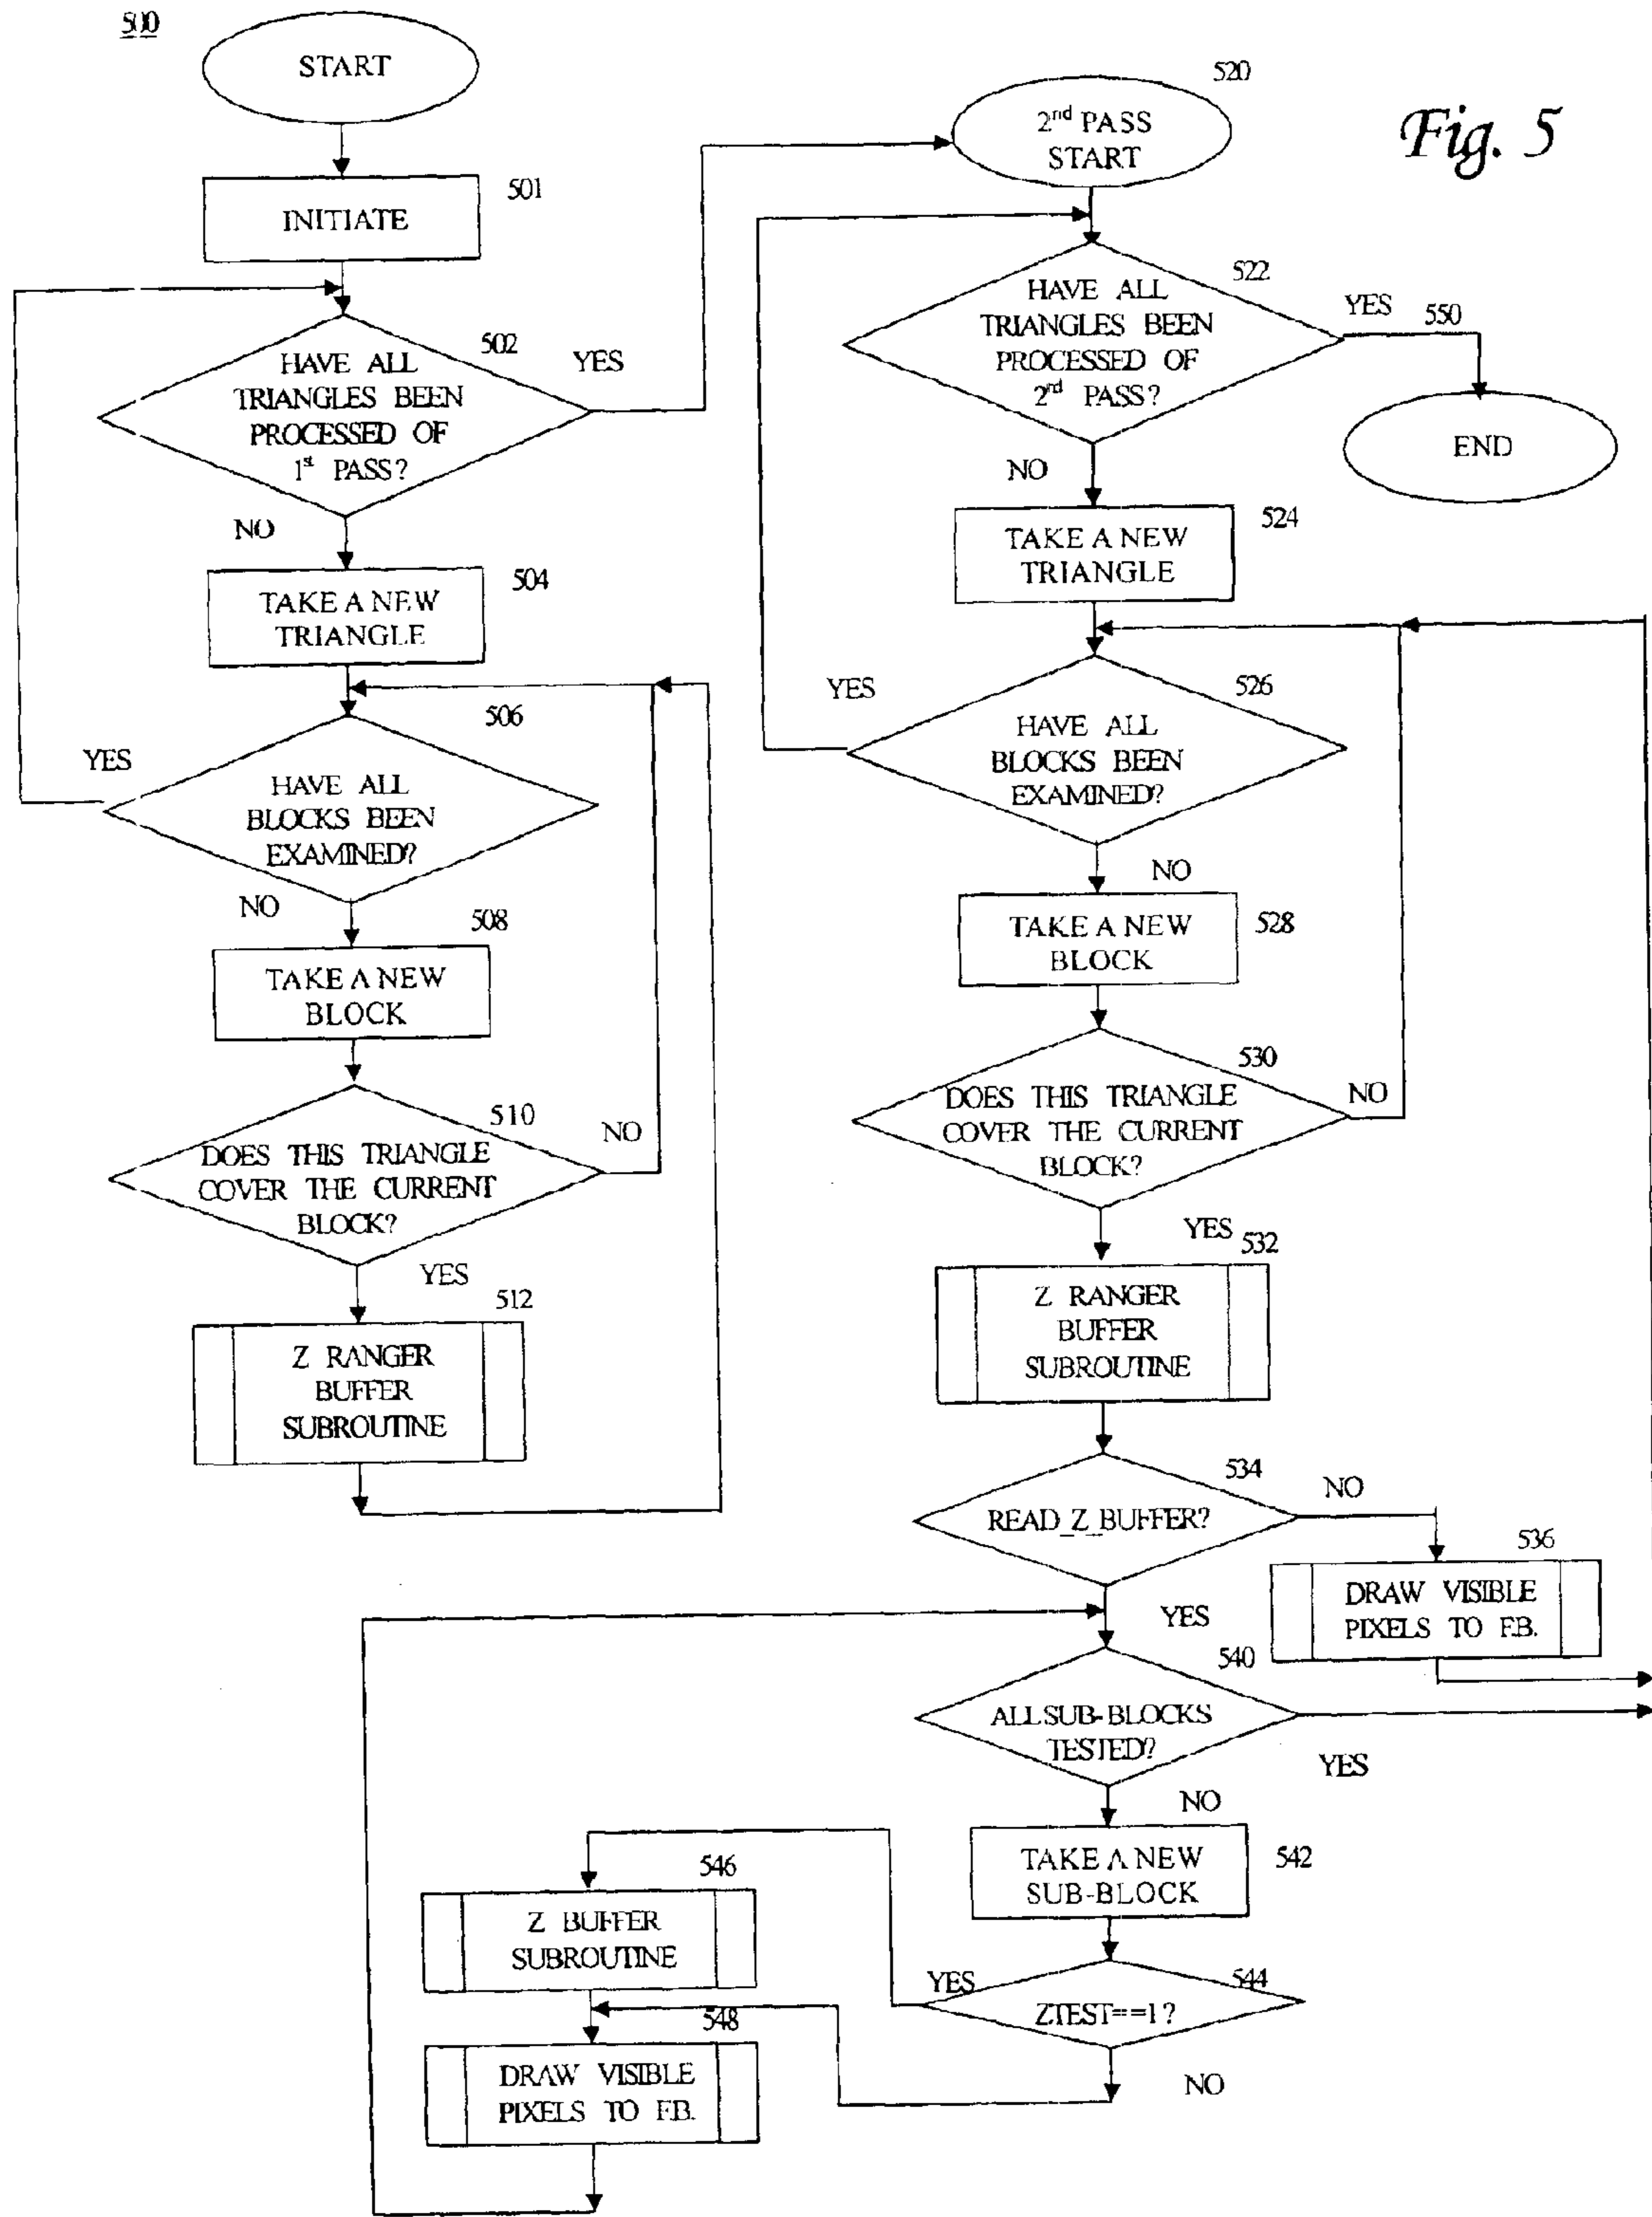 500
START
INITIATE
501
HAVE ALL
TRIANGLES BEEN
PROCESSED OF
1st PASS?
502
YES
NO
TAKE A NEW
TRIANGLE
504
506
YES
HAVE ALL
BLOCKS BEEN
EXAMINED?
NO
508
TAKE A NEW
BLOCK
510
NO
DOES THIS TRIANGLE
COVER THE CURRENT
BLOCK?
YES
512
Z RANGER
BUFFER
SUBROUTINE
Fig. 5
520
2nd PASS
START
522
HAVE ALL
TRIANGLES BEEN
PROCESSED OF
2nd PASS?
YES
550
END
NO
TAKE A NEW
TRIANGLE
524
YES
526
HAVE ALL
BLOCKS BEEN
EXAMINED?
NO
TAKE A NEW
BLOCK
528
530
DOES THIS TRIANGLE
COVER THE CURRENT
BLOCK?
NO
YES
532
Z RANGER
BUFFER
SUBROUTINE
534
READ_Z_BUFFER?
NO
536
DRAW VISIBLE
PIXELS TO F.B.
YES
540
ALL SUB-BLOCKS
TESTED?
YES
NO
TAKE A NEW
SUB-BLOCK
542
544
YES
ZTEST==1?
NO
546
Z BUFFER
SUBROUTINE
548
DRAW VISIBLE
PIXELS TO F.B.